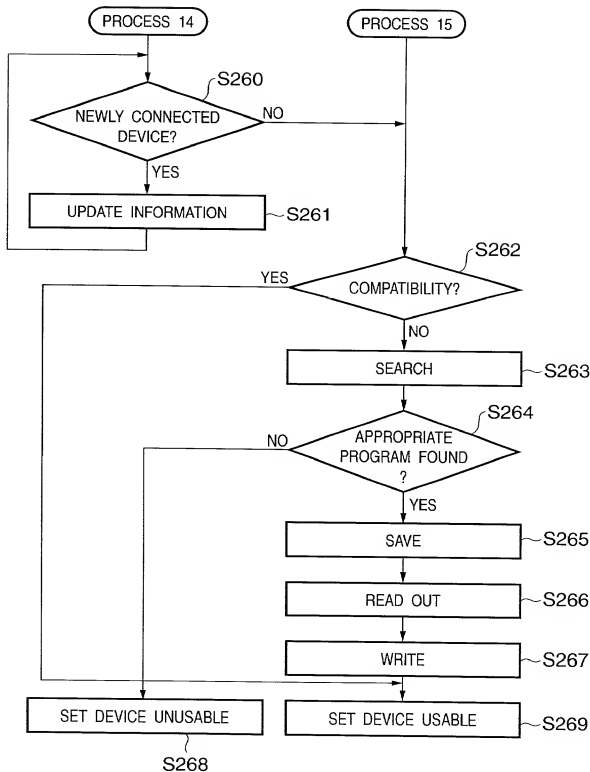 PROCESS 14
PROCESS 15
S260
NEWLY CONNECTED
DEVICE?
NO
YES
UPDATE INFORMATION
S261
S262
YES
COMPATIBILITY?
NO
SEARCH
S263
S264
NO
APPROPRIATE
PROGRAM FOUND
?
YES
SAVE
S265
READ OUT
S266
WRITE
S267
SET DEVICE UNUSABLE
SET DEVICE USABLE
S269
S268